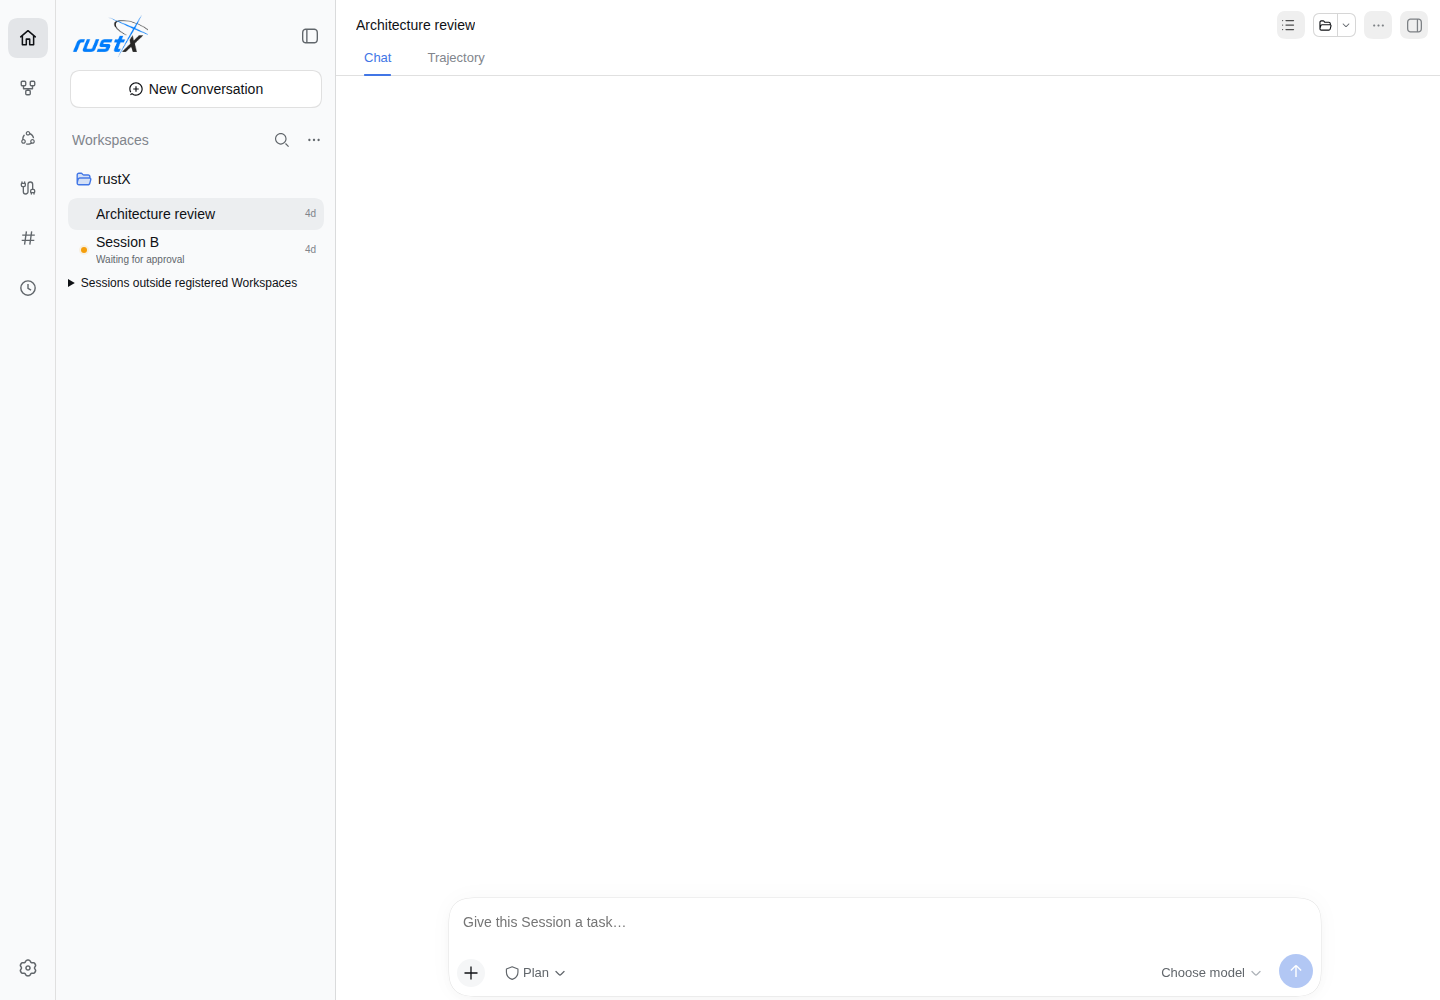 rustX
New Conversation
Workspaces
rustX
Architecture review
4d
Session B
4d
Waiting for approval
Sessions outside registered Workspaces
Architecture review
Chat
Trajectory
Give this Session a task…
Plan
Choose model